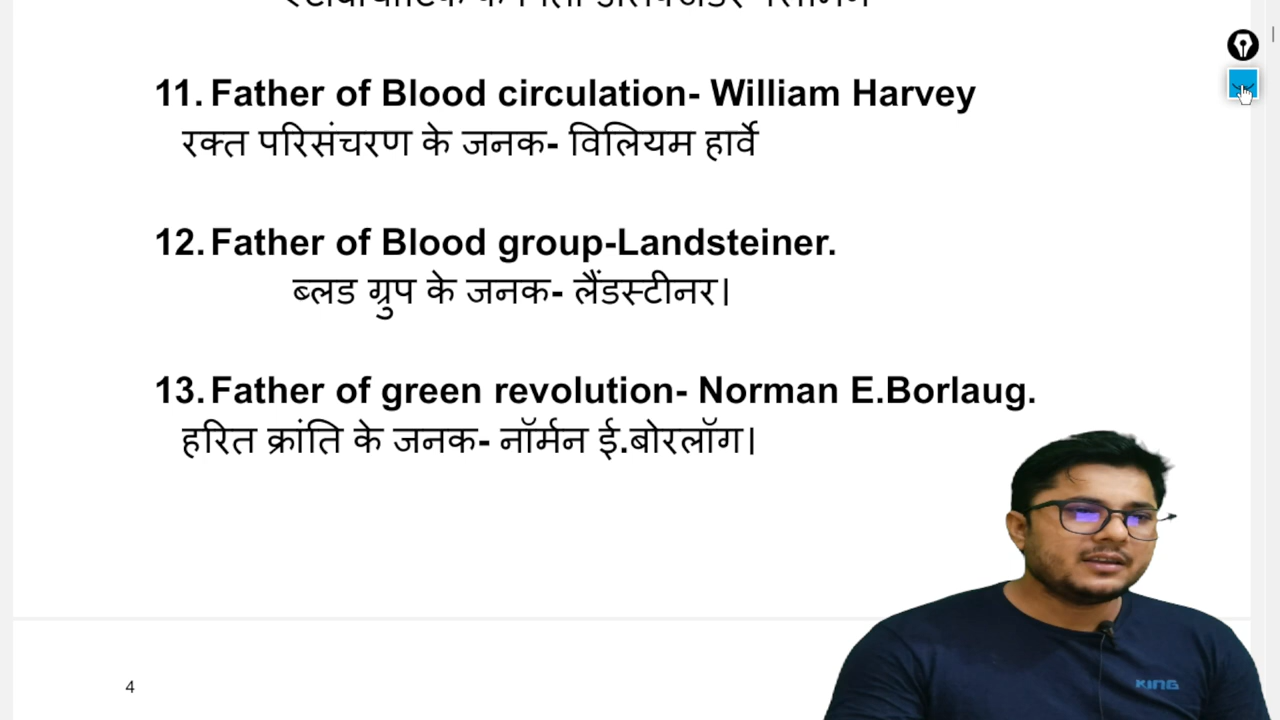 11. Father of Blood circulation- William Harvey
रक्त परिसंचरण के जनक- विलियम हार्वे
12. Father of Blood group-Landsteiner.
ब्लड ग्रुप के जनक- लैंडस्टीनर।
13. Father of green revolution- Norman E.Borlaug.
हरित क्रांति के जनक- नॉर्मन ई.बोरलॉग।
KING
4